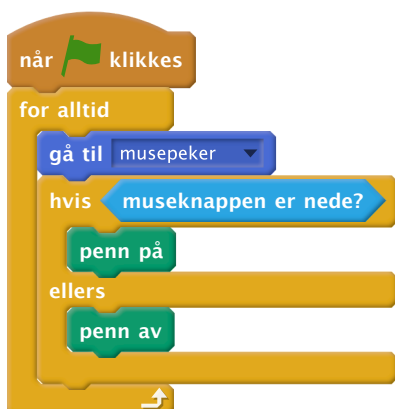 når klikkes
for alltid
gå til musepeker
hvis museknappen er nede?
penn på
ellers
penn av